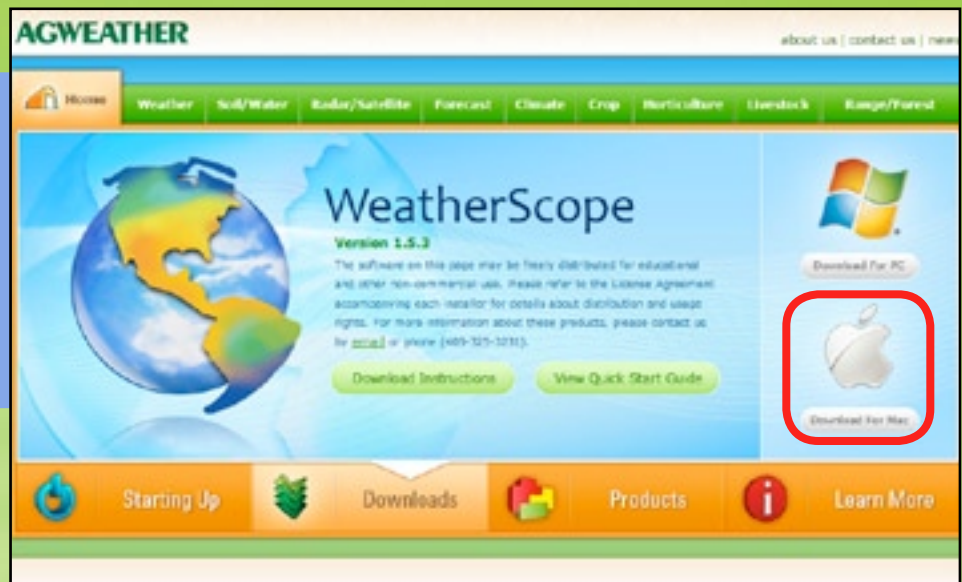 AGWEATHER
about us | contact us | news
Home Weather Soil/Water Radar/Satellite Forecast Climate Crop Horticulture Livestock Range/Forest
WeatherScope
Version 1.5.3
The software on this page may be freely distributed for educational
and other non-commercial use. Please refer to the License Agreement
accompanying each installer for details about distribution and usage
rights. For more information about these products, please contact us
by email or phone (405-325-3231).
Download Instructions View Quick Start Guide
Download For PC
Download For Mac
Starting Up Downloads Products Learn More